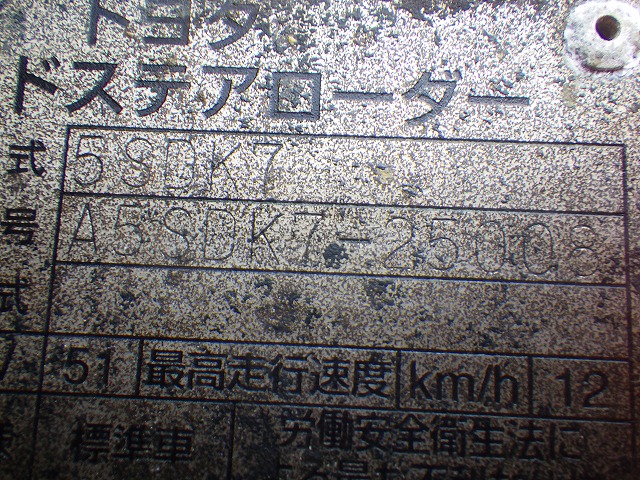 トヨタ
ドステアローダー
式 5SDK7
号 A5SDK7-25003
式
51 最高走行速度 km/h 12
標準車 労働安全衛生法に